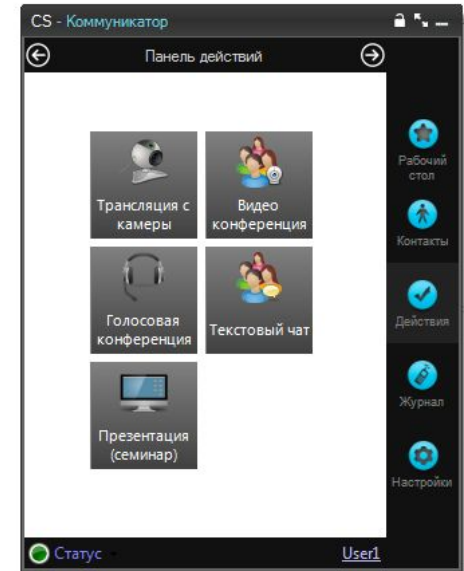 CS - Коммуникатор
Панель действий
Трансляция с
камеры
Видео
конференция
Голосовая
конференция
Текстовый чат
Презентация
(семинар)
Рабочий
стол
Контакты
Действия
Журнал
Настройки
Статус
User1